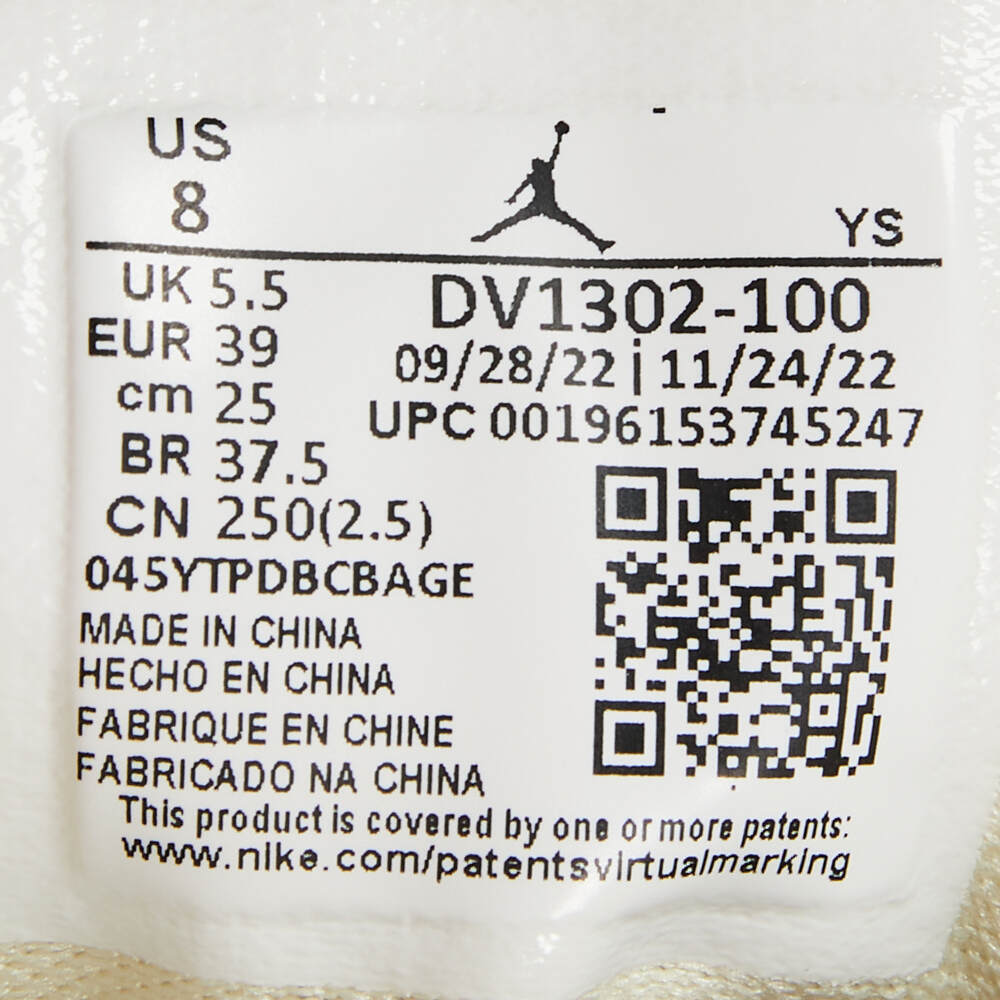 US
8
YS
UK 5.5
EUR 39
cm 25
BR 37.5
CN 250(2.5)
DV1302-100
09/28/22 | 11/24/22
UPC 00196153745247
045YTPDBCBAGE
MADE IN CHINA
HECHO EN CHINA
FABRIQUE EN CHINE
FABRICADO NA CHINA
This product is covered by one or more patents:
www.nike.com/patentsvirtualmarking